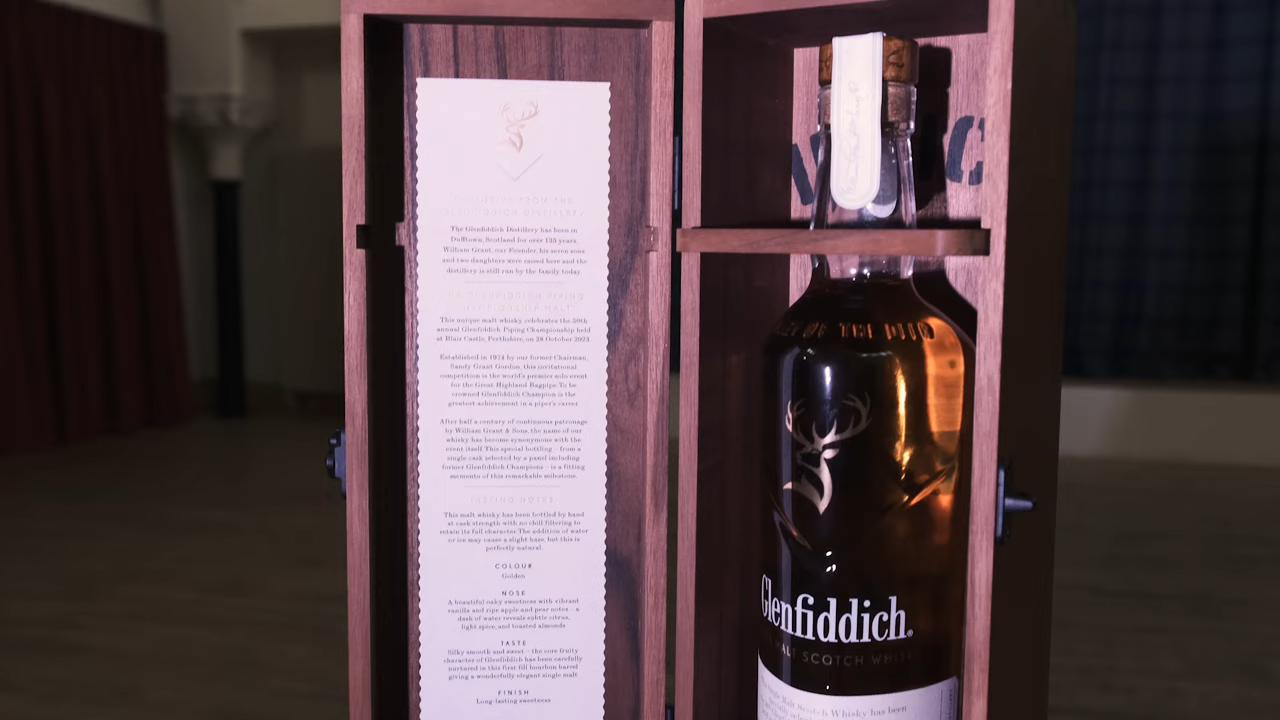 The Glenfiddich Distillery has been in
Dufftown, Scotland for over 135 years.
William Grant, our Founder, his seven sons
and two daughters were raised here and the
distillery is still run by the family today.
This unique malt whisky celebrates the 50th
annual Glenfiddich Piping Championship held
at Blair Castle, Perthshire, on 28 October 2023.
Established in 1974 by our former Chairman,
Sandy Grant Gordon, this invitational
competition is the world's premier solo event
for the Great Highland Bagpipe. To be
crowned Glenfiddich Champion is the
greatest achievement in a piper's career.
After half a century of continuous patronage
by William Grant & Sons, the name of our
whisky has become synonymous with the
event itself. This special bottling – from a
single cask selected by a panel including
former Glenfiddich Champions – is a fitting
memento of this remarkable milestone.
TASTING NOTES
This malt whisky has been bottled by hand
at cask strength with no chill filtering to
retain its full character. The addition of water
or ice may cause a slight haze, but this is
perfectly natural.
COLOUR
Golden
NOSE
A beautiful oaky sweetness with vibrant
vanilla and ripe apple and pear notes – a
dash of water reveals subtle citrus,
light spice, and toasted almonds
TASTE
Silky smooth and sweet – the core fruity
character of Glenfiddich has been carefully
nurtured in this first fill bourbon barrel
giving a wonderfully elegant single malt
FINISH
Long-lasting sweetness
OF THE
Glenfiddich®
MALT SCOTCH
Single Malt Scotch Whisky has been